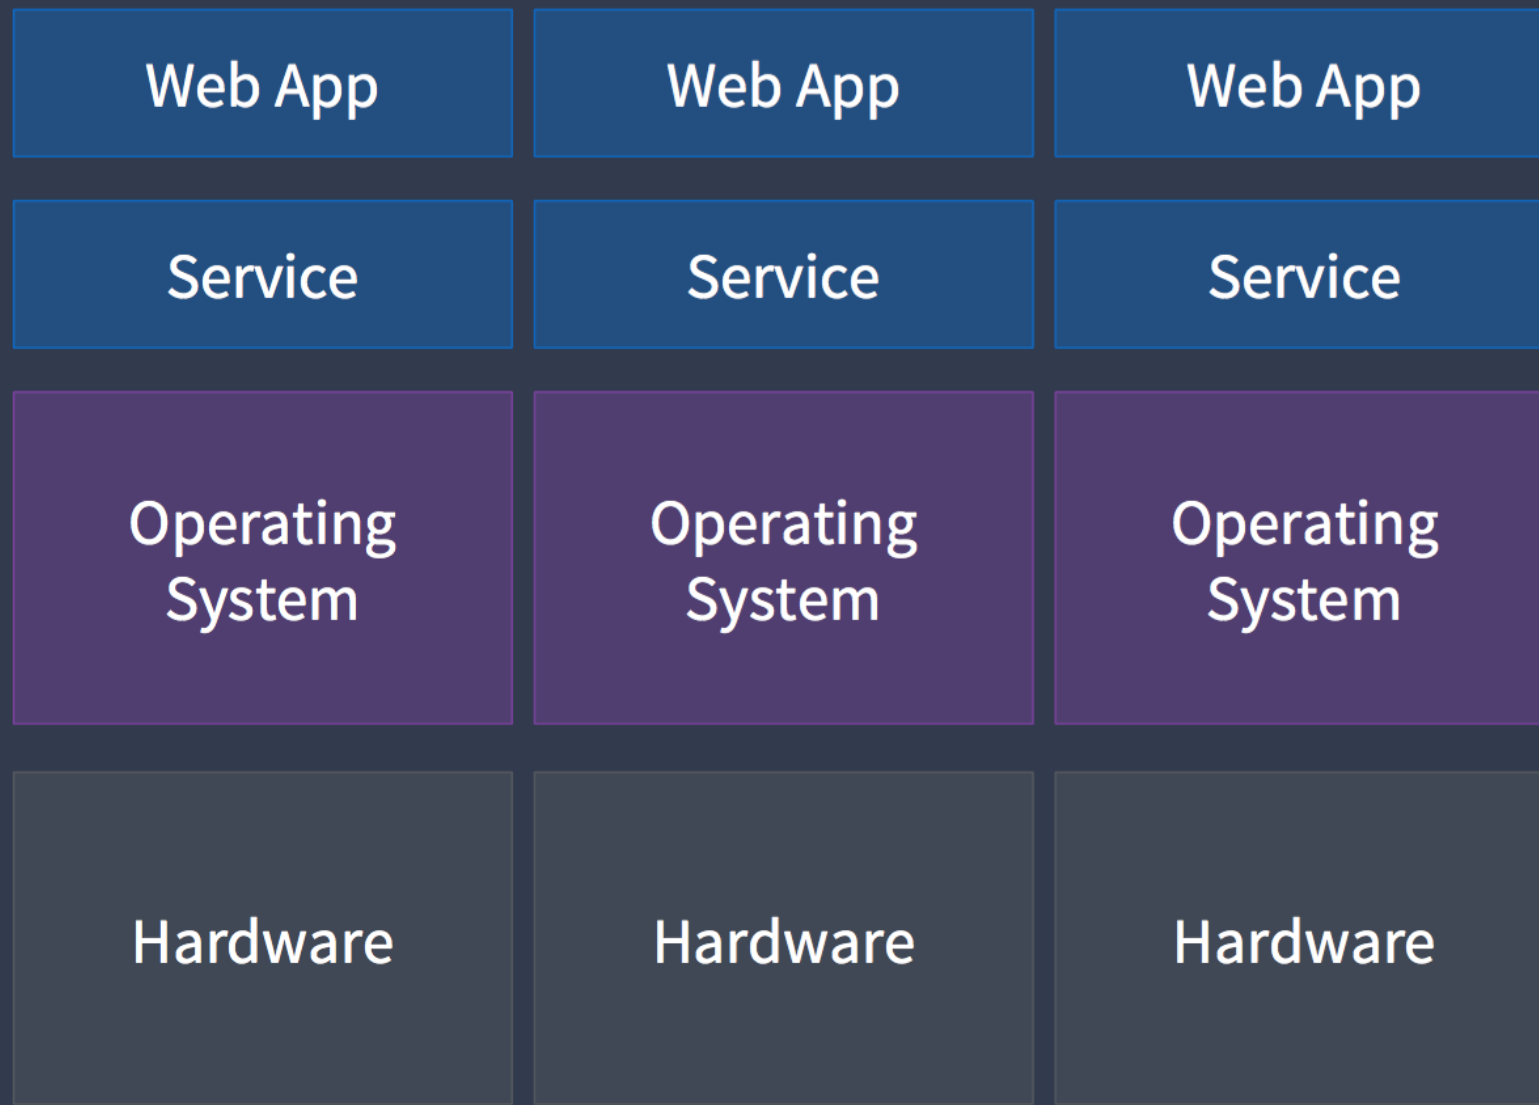 Web App Web App Web App
Service Service Service
Operating System Operating System Operating System
Hardware Hardware Hardware